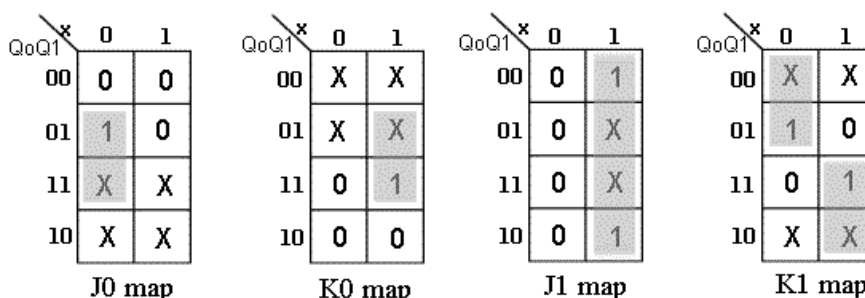 x 0 1 x 0 1 x 0 1 x 0 1
QoQ1 QoQ1 QoQ1 QoQ1
00 0 0 00 X X 00 0 1 00 X X
01 1 0 01 X X 01 0 X 01 1 0
11 X X 11 0 1 11 0 X 11 0 1
10 X X 10 0 0 10 0 1 10 X X
J0 map K0 map J1 map K1 map